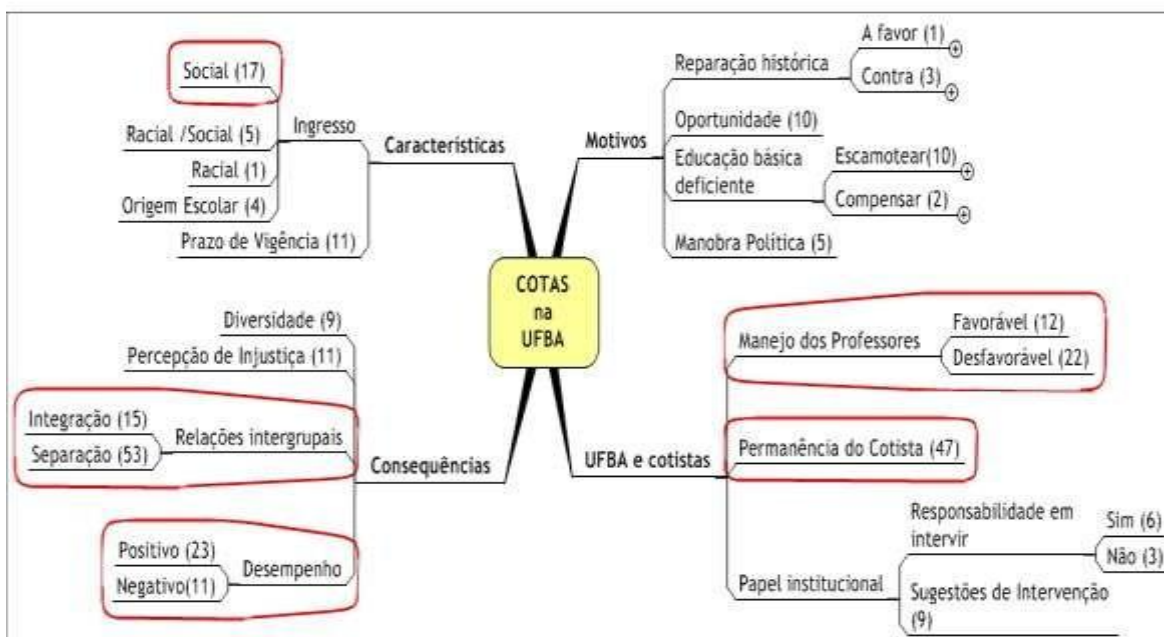 Social (17)
Racial /Social (5)
Racial (1)
Origem Escolar (4)
Ingresso
Prazo de Vigência (11)
Características
Motivos
Reparação histórica
A favor (1)
Contra (3)
Oportunidade (10)
Educação básica
deficiente
Escamotear(10)
Compensar (2)
Manobra Política (5)
COTAS
na
UFBA
Diversidade (9)
Percepção de Injustiça (11)
Integração (15)
Separação (53)
Relações intergrupais
Consequências
Positivo (23)
Negativo(11)
Desempenho
UFBA e cotistas
Manejo dos Professores
Favorável (12)
Desfavorável (22)
Permanência do Cotista (47)
Papel institucional
Responsabilidade em
intervir
Sim (6)
Não (3)
Sugestões de Intervenção
(9)